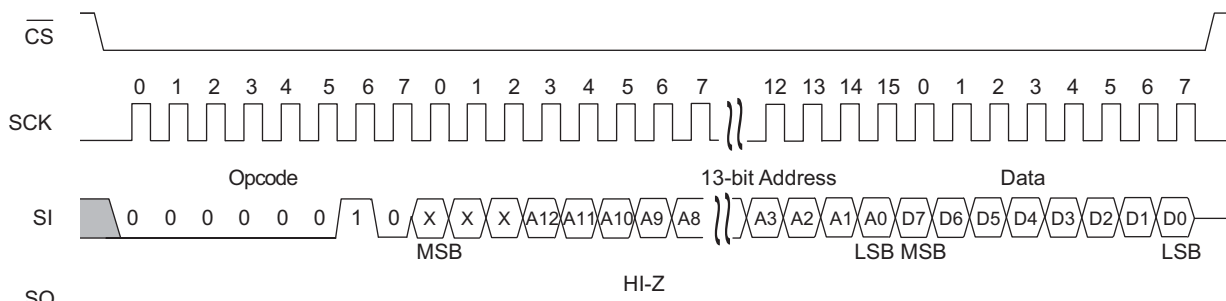 CS
0 1 2 3 4 5 6 7 0 1 2 3 4 5 6 7 12 13 14 15 0 1 2 3 4 5 6 7
SCK
Opcode 13-bit Address Data
SI 0 0 0 0 0 0 1 0 X X X A12 A11 A10 A9 A8 A3 A2 A1 A0 D7 D6 D5 D4 D3 D2 D1 D0
MSB LSB MSB LSB
HI-Z
SO